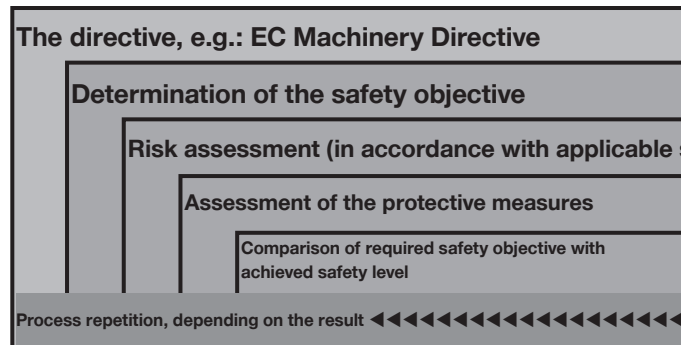 The directive, e.g.: EC Machinery Directive
Determination of the safety objective
Risk assessment (in accordance with applicable
Assessment of the protective measures
Comparison of required safety objective with
achieved safety level
Process repetition, depending on the result